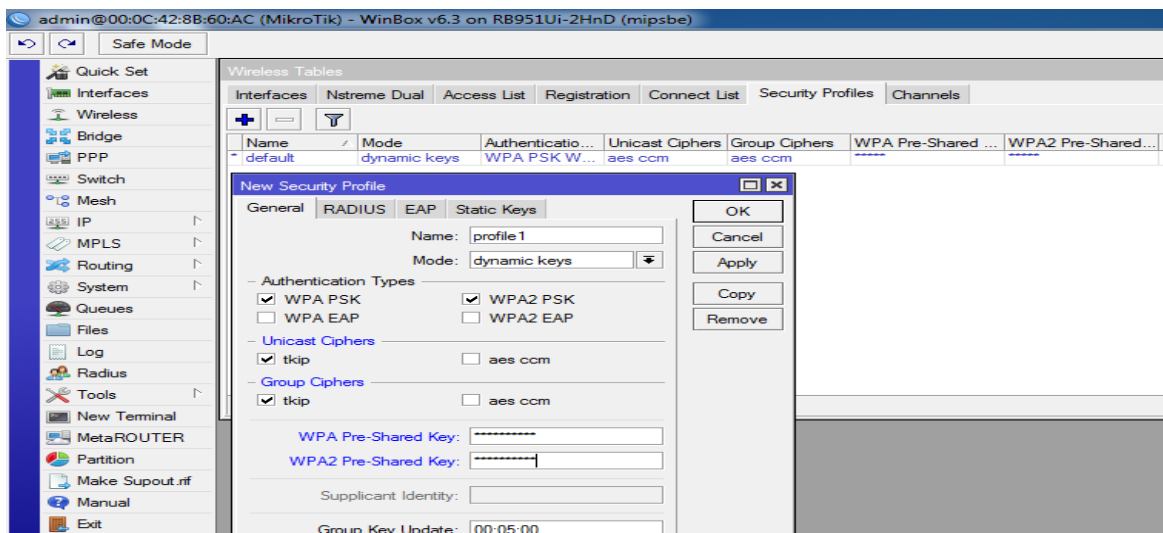 admin@00:0C:42:8B:60:AC (MikroTik) - WinBox v6.3 on RB951Ui-2HnD (mipsbe)
Safe Mode
Quick Set
Interfaces
Wireless
Bridge
PPP
Switch
Mesh
IP
MPLS
Routing
System
Queues
Files
Log
Radius
Tools
New Terminal
MetaROUTER
Partition
Make Supout.rif
Manual
Exit
Wireless Tables
Interfaces Nstreme Dual Access List Registration Connect List Security Profiles Channels
Name Mode Authenticatio... Unicast Ciphers Group Ciphers WPA Pre-Shared ... WPA2 Pre-Shared...
* default dynamic keys WPA PSK W... aes ccm aes ccm ***** *****
New Security Profile
General RADIUS EAP Static Keys
Name: profile1
Mode: dynamic keys
Authentication Types
WPA PSK WPA2 PSK
WPA EAP WPA2 EAP
Unicast Ciphers
tkip aes ccm
Group Ciphers
tkip aes ccm
WPA Pre-Shared Key: **********
WPA2 Pre-Shared Key: **********
Supplicant Identity:
Group Key Update: 00:05:00
OK
Cancel
Apply
Copy
Remove